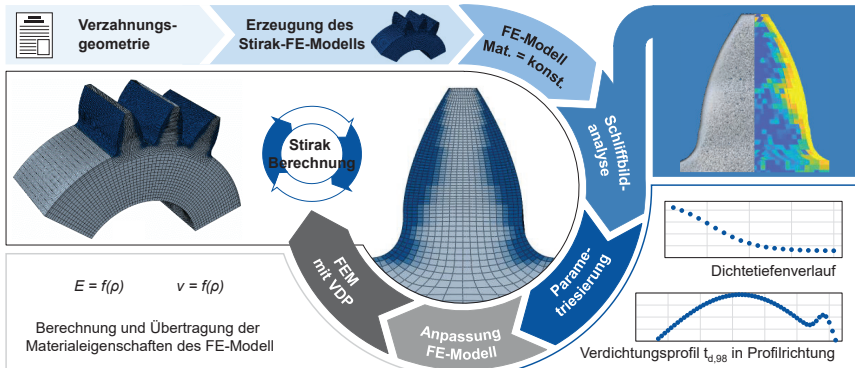 Verzahnungs-
geometrie
Erzeugung des
Stirak-FE-Modells
FE-Modell
Mat. = konst.
Schliffbild-
analyse
Stirak
Berechnung
Parame-
triesierung
Anpassung
FE-Modell
FEM
mit VDP
Dichtetiefenverlauf
Verdichtungsprofil t_d,98 in Profilrichtung
E = f(ρ) ν = f(ρ)
Berechnung und Übertragung der
Materialeigenschaften des FE-Modell